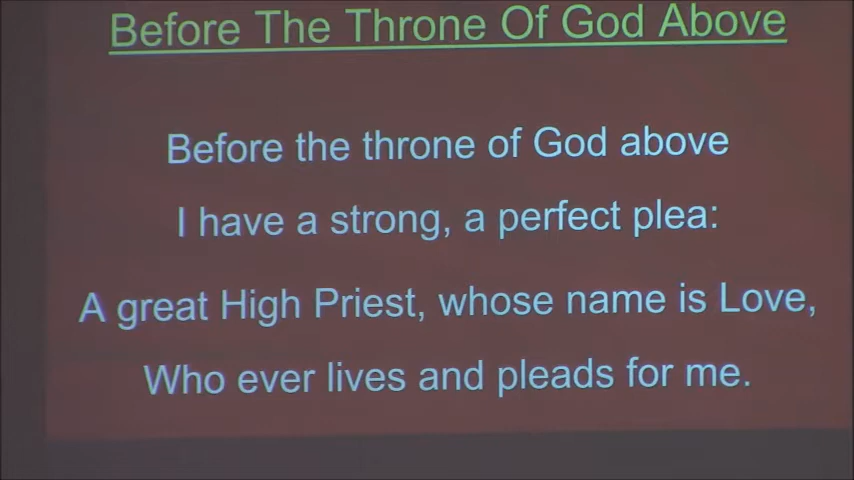 Before The Throne Of God Above
Before the throne of God above
I have a strong, a perfect plea:
A great High Priest, whose name is Love,
Who ever lives and pleads for me.